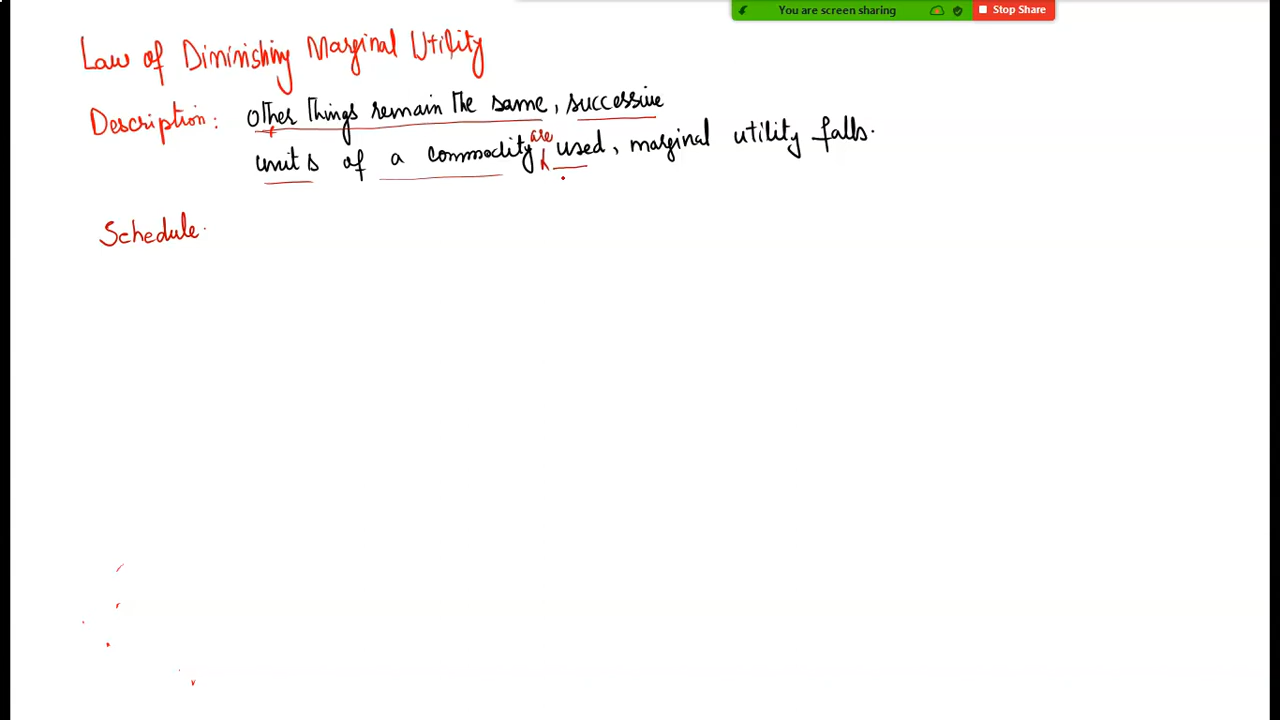 You are screen sharing
Stop Share
Law of Diminishing Marginal Utility
Description: Other things remain the same, successive
units of a commodity are used, marginal utility falls.
Schedule.